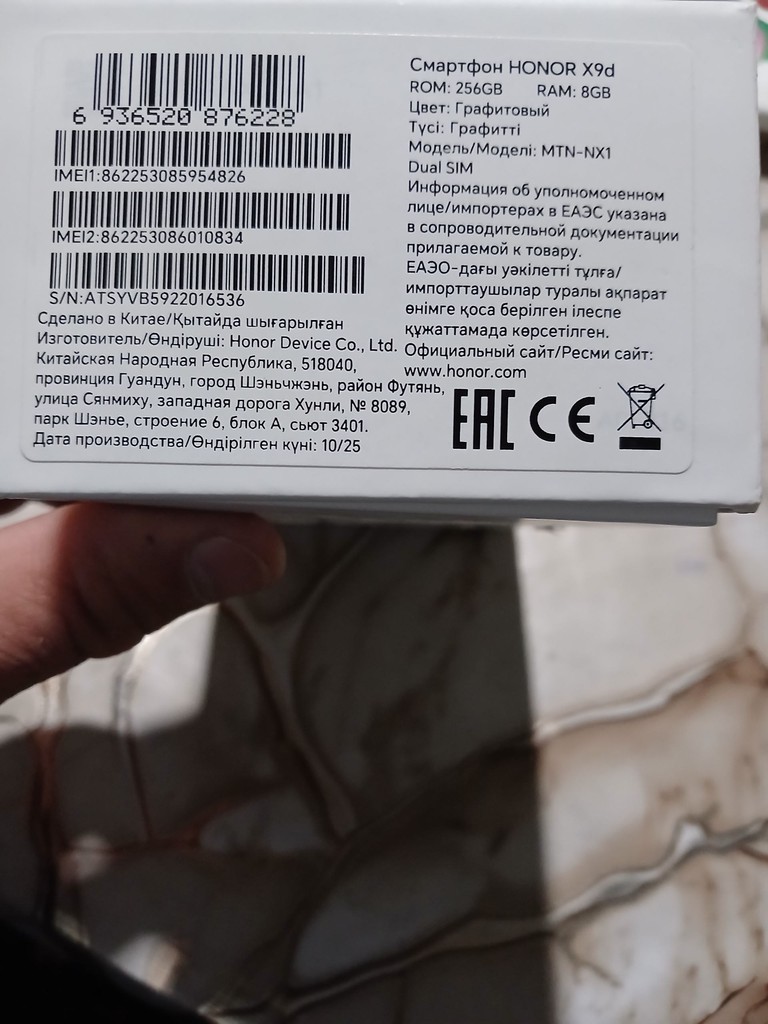 6 936520 876228
IMEI1:862253085954826
IMEI2:862253086010834
S/N:ATSYVB5922016536
Сделано в Китае/Қытайда шығарылған
Изготовитель/Өндіруші: Honor Device Co., Ltd.
Китайская Народная Республика, 518040,
провинция Гуандун, город Шэньчжэнь, район Футянь,
улица Сянмиху, западная дорога Хунли, № 8089,
парк Шэнье, строение 6, блок А, сьют 3401.
Дата производства/Өндірілген күні: 10/25
Смартфон HONOR X9d
ROM: 256GB RAM: 8GB
Цвет: Графитовый
Түсі: Графитті
Модель/Моделі: MTN-NX1
Dual SIM
Информация об уполномоченном
лице/импортерах в ЕАЭС указана
в сопроводительной документации
прилагаемой к товару.
ЕАЭО-дағы уәкілетті тұлға/
импорттаушылар туралы ақпарат
өнімге қоса берілген ілеспе
құжаттамада көрсетілген.
Официальный сайт/Ресми сайт:
www.honor.com
EAC CE